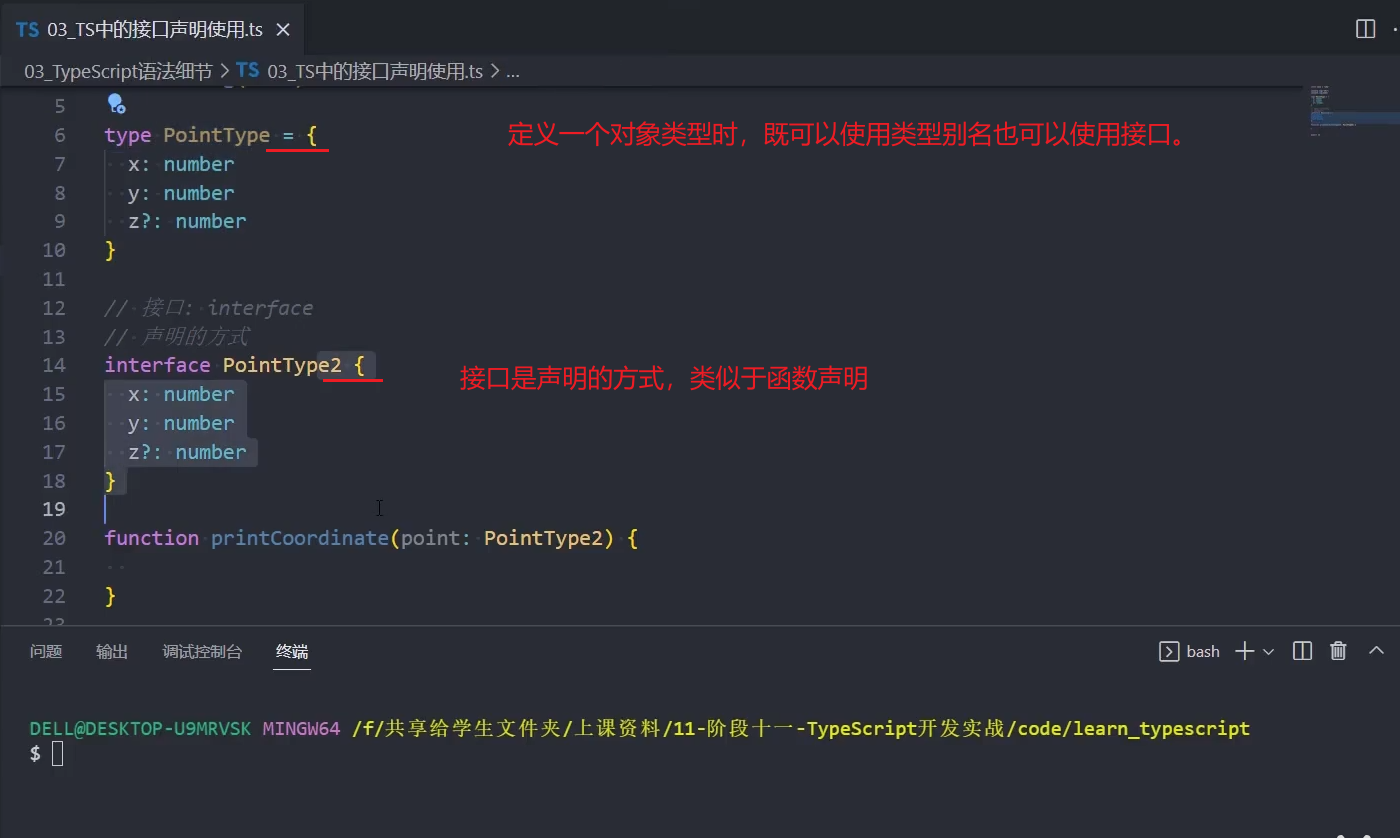 TS 03_TS中的接口声明使用.ts ×
03_TypeScript语法细节 > TS 03_TS中的接口声明使用.ts > ...
5
6 type PointType = {
定义一个对象类型时，既可以使用类型别名也可以使用接口。
7 x: number
8 y: number
9 z?: number
10 }
11
12 // 接口: interface
13 // 声明的方式
14 interface PointType2 {
接口是声明的方式，类似于函数声明
15 x: number
16 y: number
17 z?: number
18 }
19
20 function printCoordinate(point: PointType2) {
21
22 }
23
问题 输出 调试控制台 终端 bash
DELL@DESKTOP-U9MRVSK MINGW64 /f/共享给学生文件夹/上课资料/11-阶段十一-TypeScript开发实战/code/learn_typescript
$